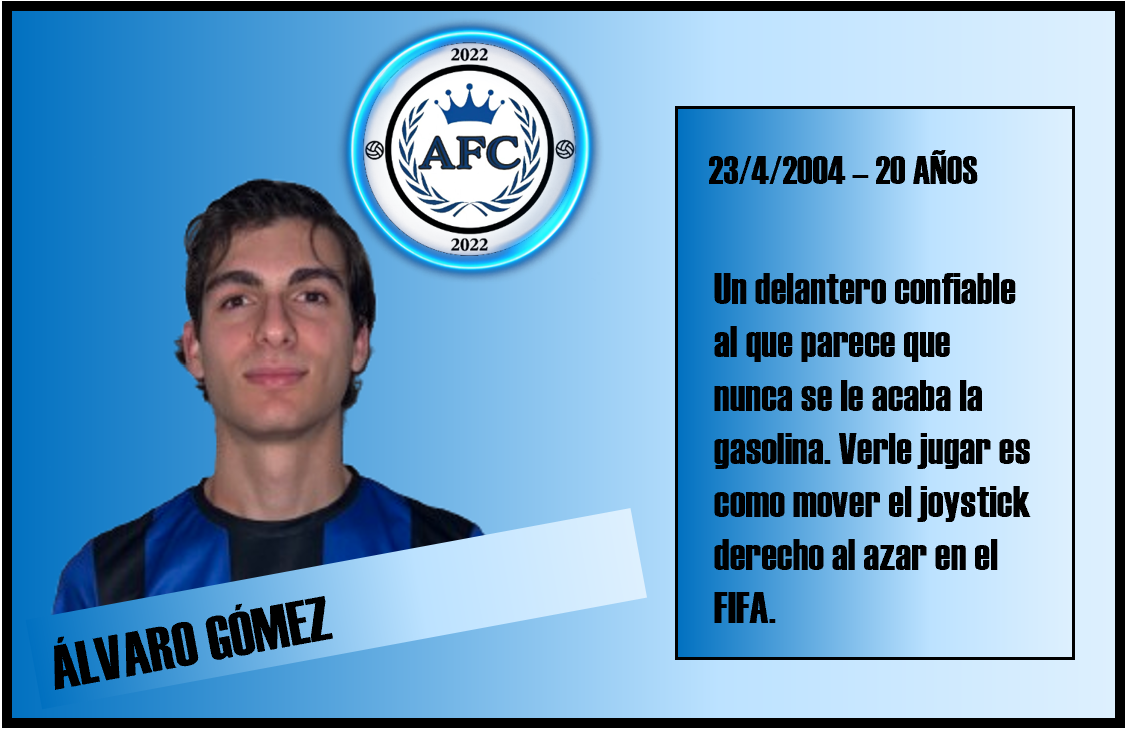 2022
AFC
2022
23/4/2004 – 20 AÑOS
Un delantero confiable
al que parece que
nunca se le acaba la
gasolina. Verle jugar es
como mover el joystick
derecho al azar en el
FIFA.
ÁLVARO GÓMEZ